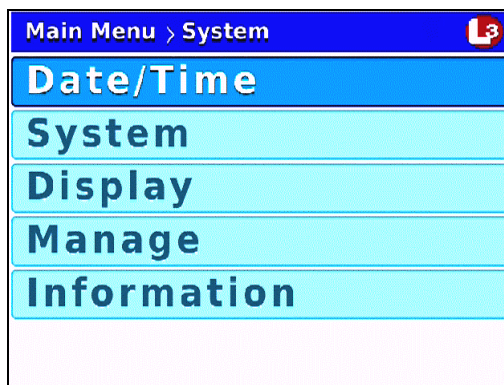 Main Menu > System
L3
Date/Time
System
Display
Manage
Information